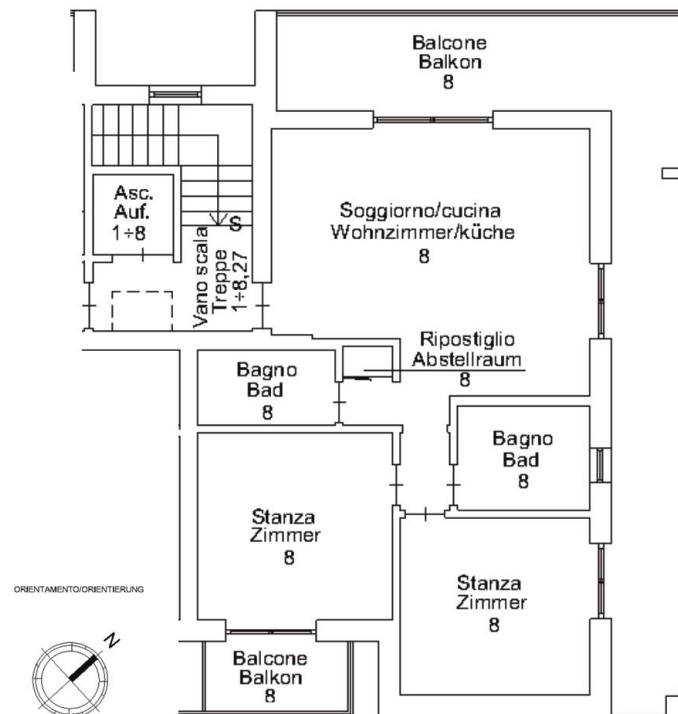 Balcone
Balkon
8
Asc.
Auf.
1÷8
S
Vano scala
Treppe
1÷8,27
Soggiorno/cucina
Wohnzimmer/küche
8
Ripostiglio
Abstellraum
8
Bagno
Bad
8
Bagno
Bad
8
Stanza
Zimmer
8
Stanza
Zimmer
8
ORIENTAMENTO/ORIENTIERUNG
N
Balcone
Balkon
8